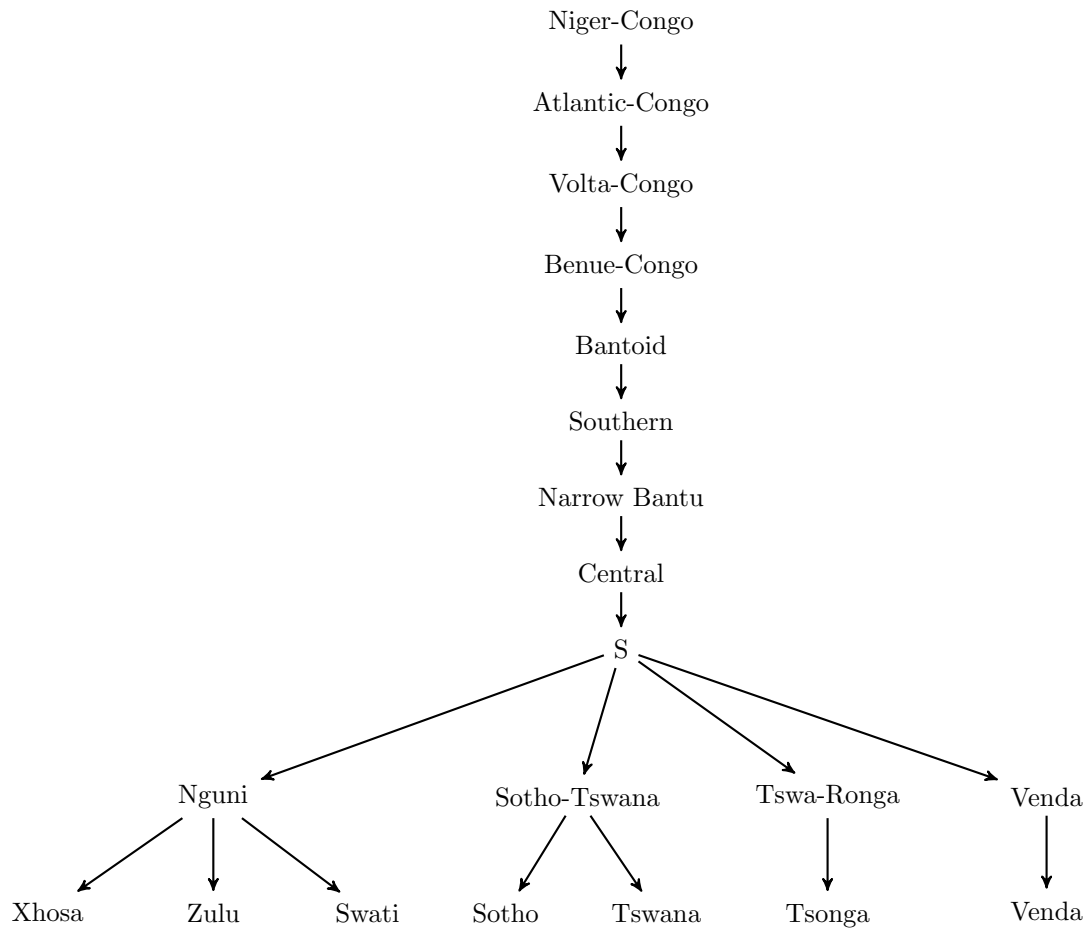 Niger-Congo
Atlantic-Congo
Volta-Congo
Benue-Congo
Bantoid
Southern
Narrow Bantu
Central
S
Nguni Sotho-Tswana Tswa-Ronga Venda
Xhosa Zulu Swati Sotho Tswana Tsonga Venda